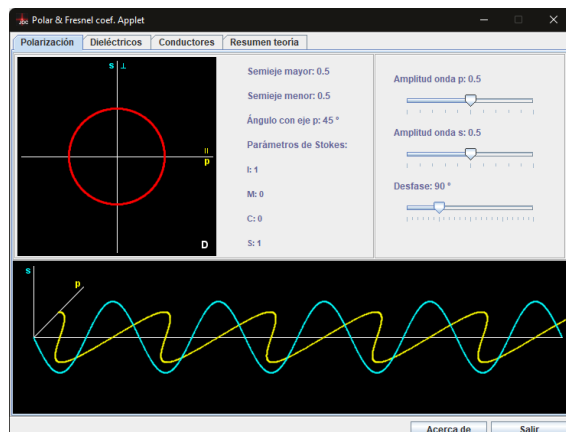 Polar & Fresnel coef. Applet
Polarización Dieléctricos Conductores Resumen teoría
s ⊥
Semieje mayor: 0.5
Semieje menor: 0.5
Ángulo con eje p: 45 º
Parámetros de Stokes:
I: 1
M: 0
C: 0
S: 1
=
p
D
Amplitud onda p: 0.5
Amplitud onda s: 0.5
Desfase: 90 º
s
p
Acerca de Salir